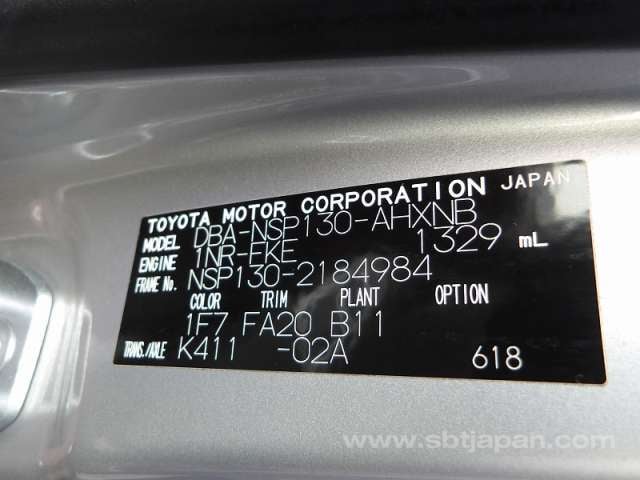 TOYOTA MOTOR CORPORATION JAPAN
MODEL DBA-NSP130-AHXNB
ENGINE 1NR-FKE 1329 mL
FRAME No. NSP130-2184984
COLOR TRIM PLANT OPTION
1F7 FA20 B11
TRANS./AXLE K411 -02A 618
www.sbtjapan.com